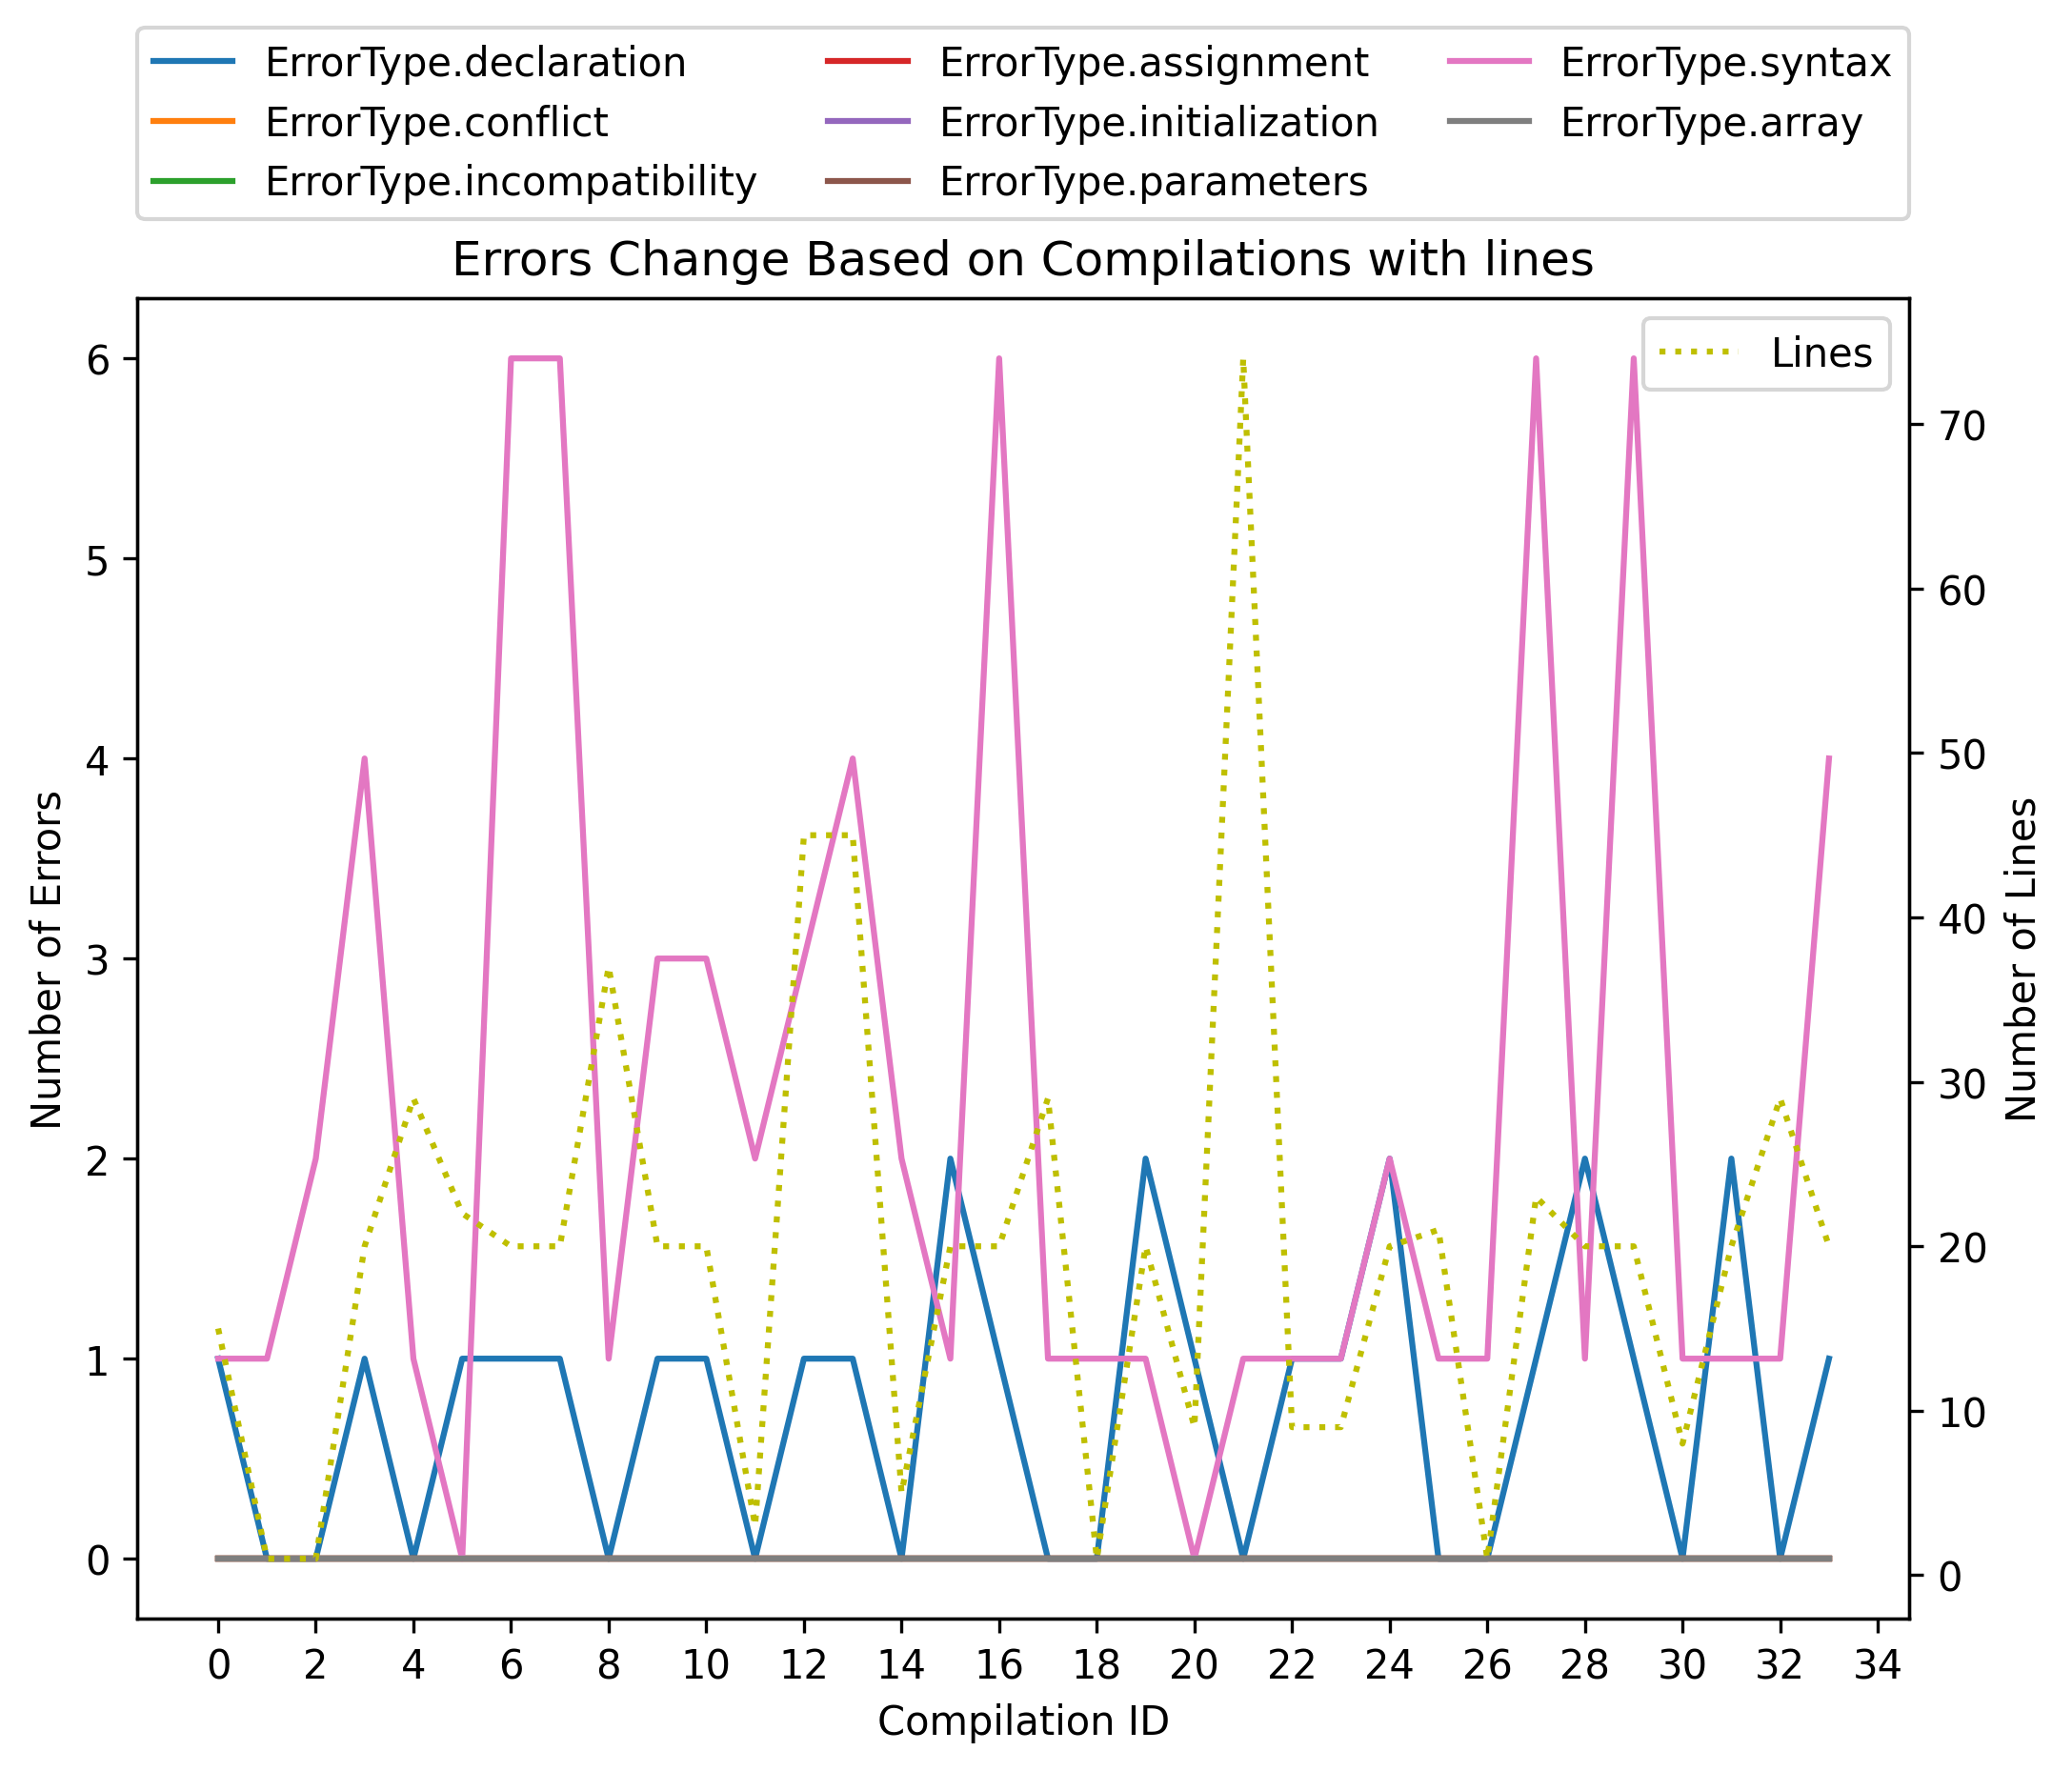 ErrorType.declaration
ErrorType.conflict
ErrorType.incompatibility
ErrorType.assignment
ErrorType.initialization
ErrorType.parameters
ErrorType.syntax
ErrorType.array
Errors Change Based on Compilations with lines
Lines
Number of Errors
6
5
4
3
2
1
0
70
60
50
40
30
20
10
0
Number of Lines
0 2 4 6 8 10 12 14 16 18 20 22 24 26 28 30 32 34
Compilation ID